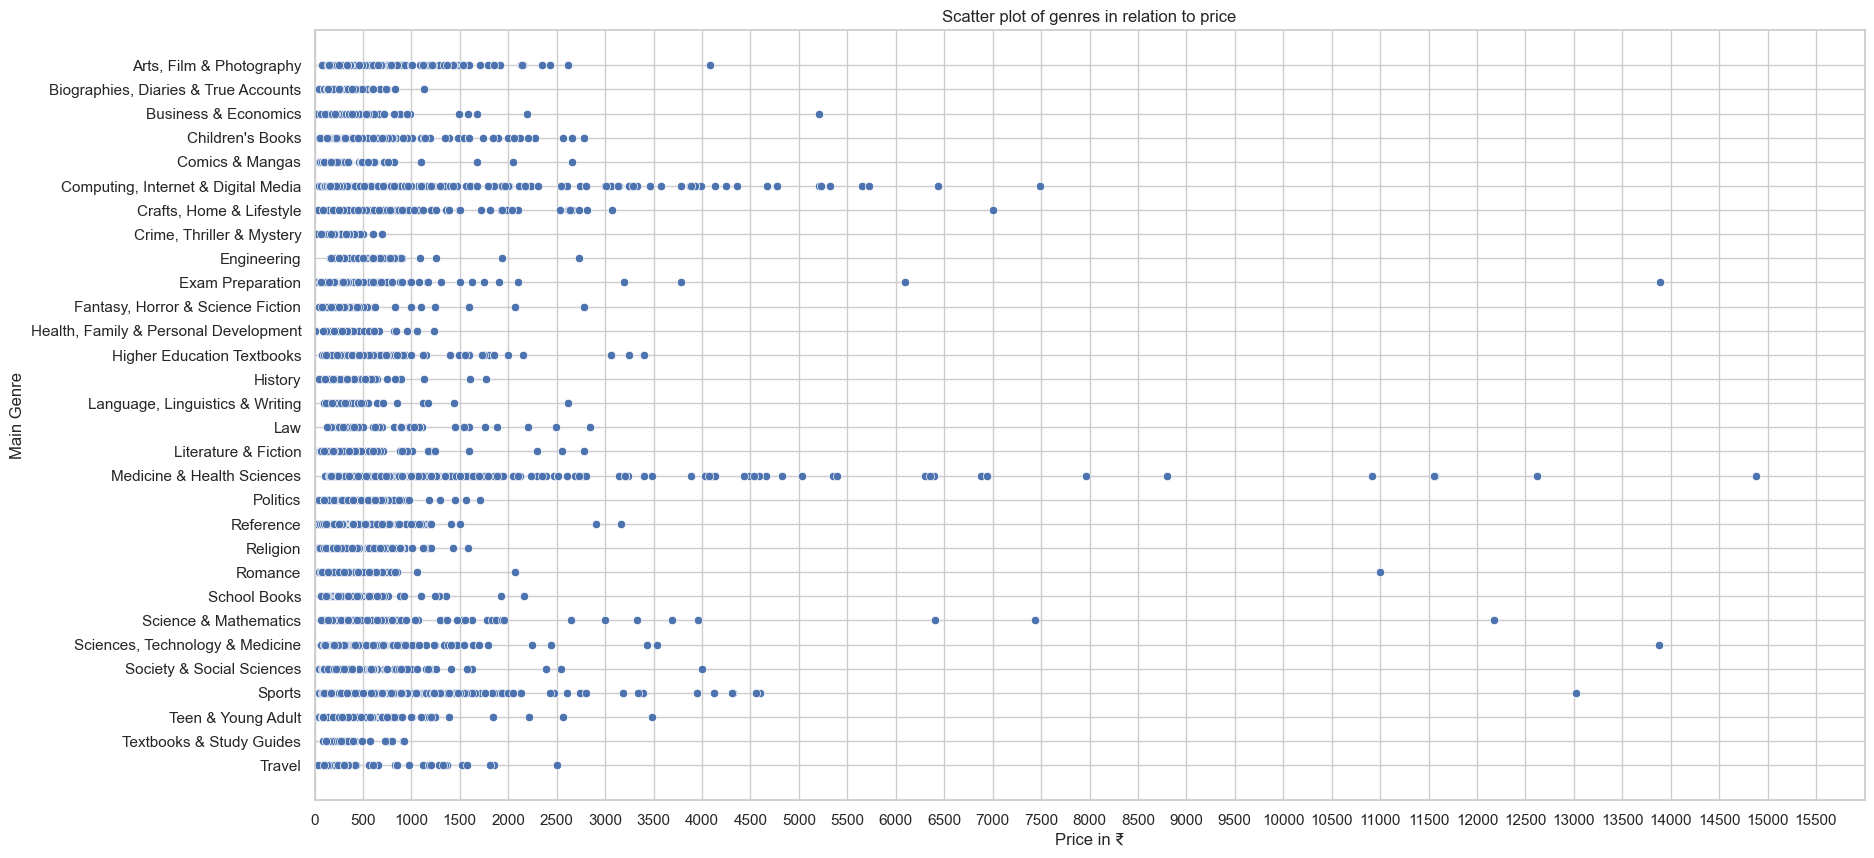 Scatter plot of genres in relation to price
Main Genre
Arts, Film & Photography
Biographies, Diaries & True Accounts
Business & Economics
Children's Books
Comics & Mangas
Computing, Internet & Digital Media
Crafts, Home & Lifestyle
Crime, Thriller & Mystery
Engineering
Exam Preparation
Fantasy, Horror & Science Fiction
Health, Family & Personal Development
Higher Education Textbooks
History
Language, Linguistics & Writing
Law
Literature & Fiction
Medicine & Health Sciences
Politics
Reference
Religion
Romance
School Books
Science & Mathematics
Sciences, Technology & Medicine
Society & Social Sciences
Sports
Teen & Young Adult
Textbooks & Study Guides
Travel
0 500 1000 1500 2000 2500 3000 3500 4000 4500 5000 5500 6000 6500 7000 7500 8000 8500 9000 9500 10000 10500 11000 11500 12000 12500 13000 13500 14000 14500 15000 15500
Price in ₹